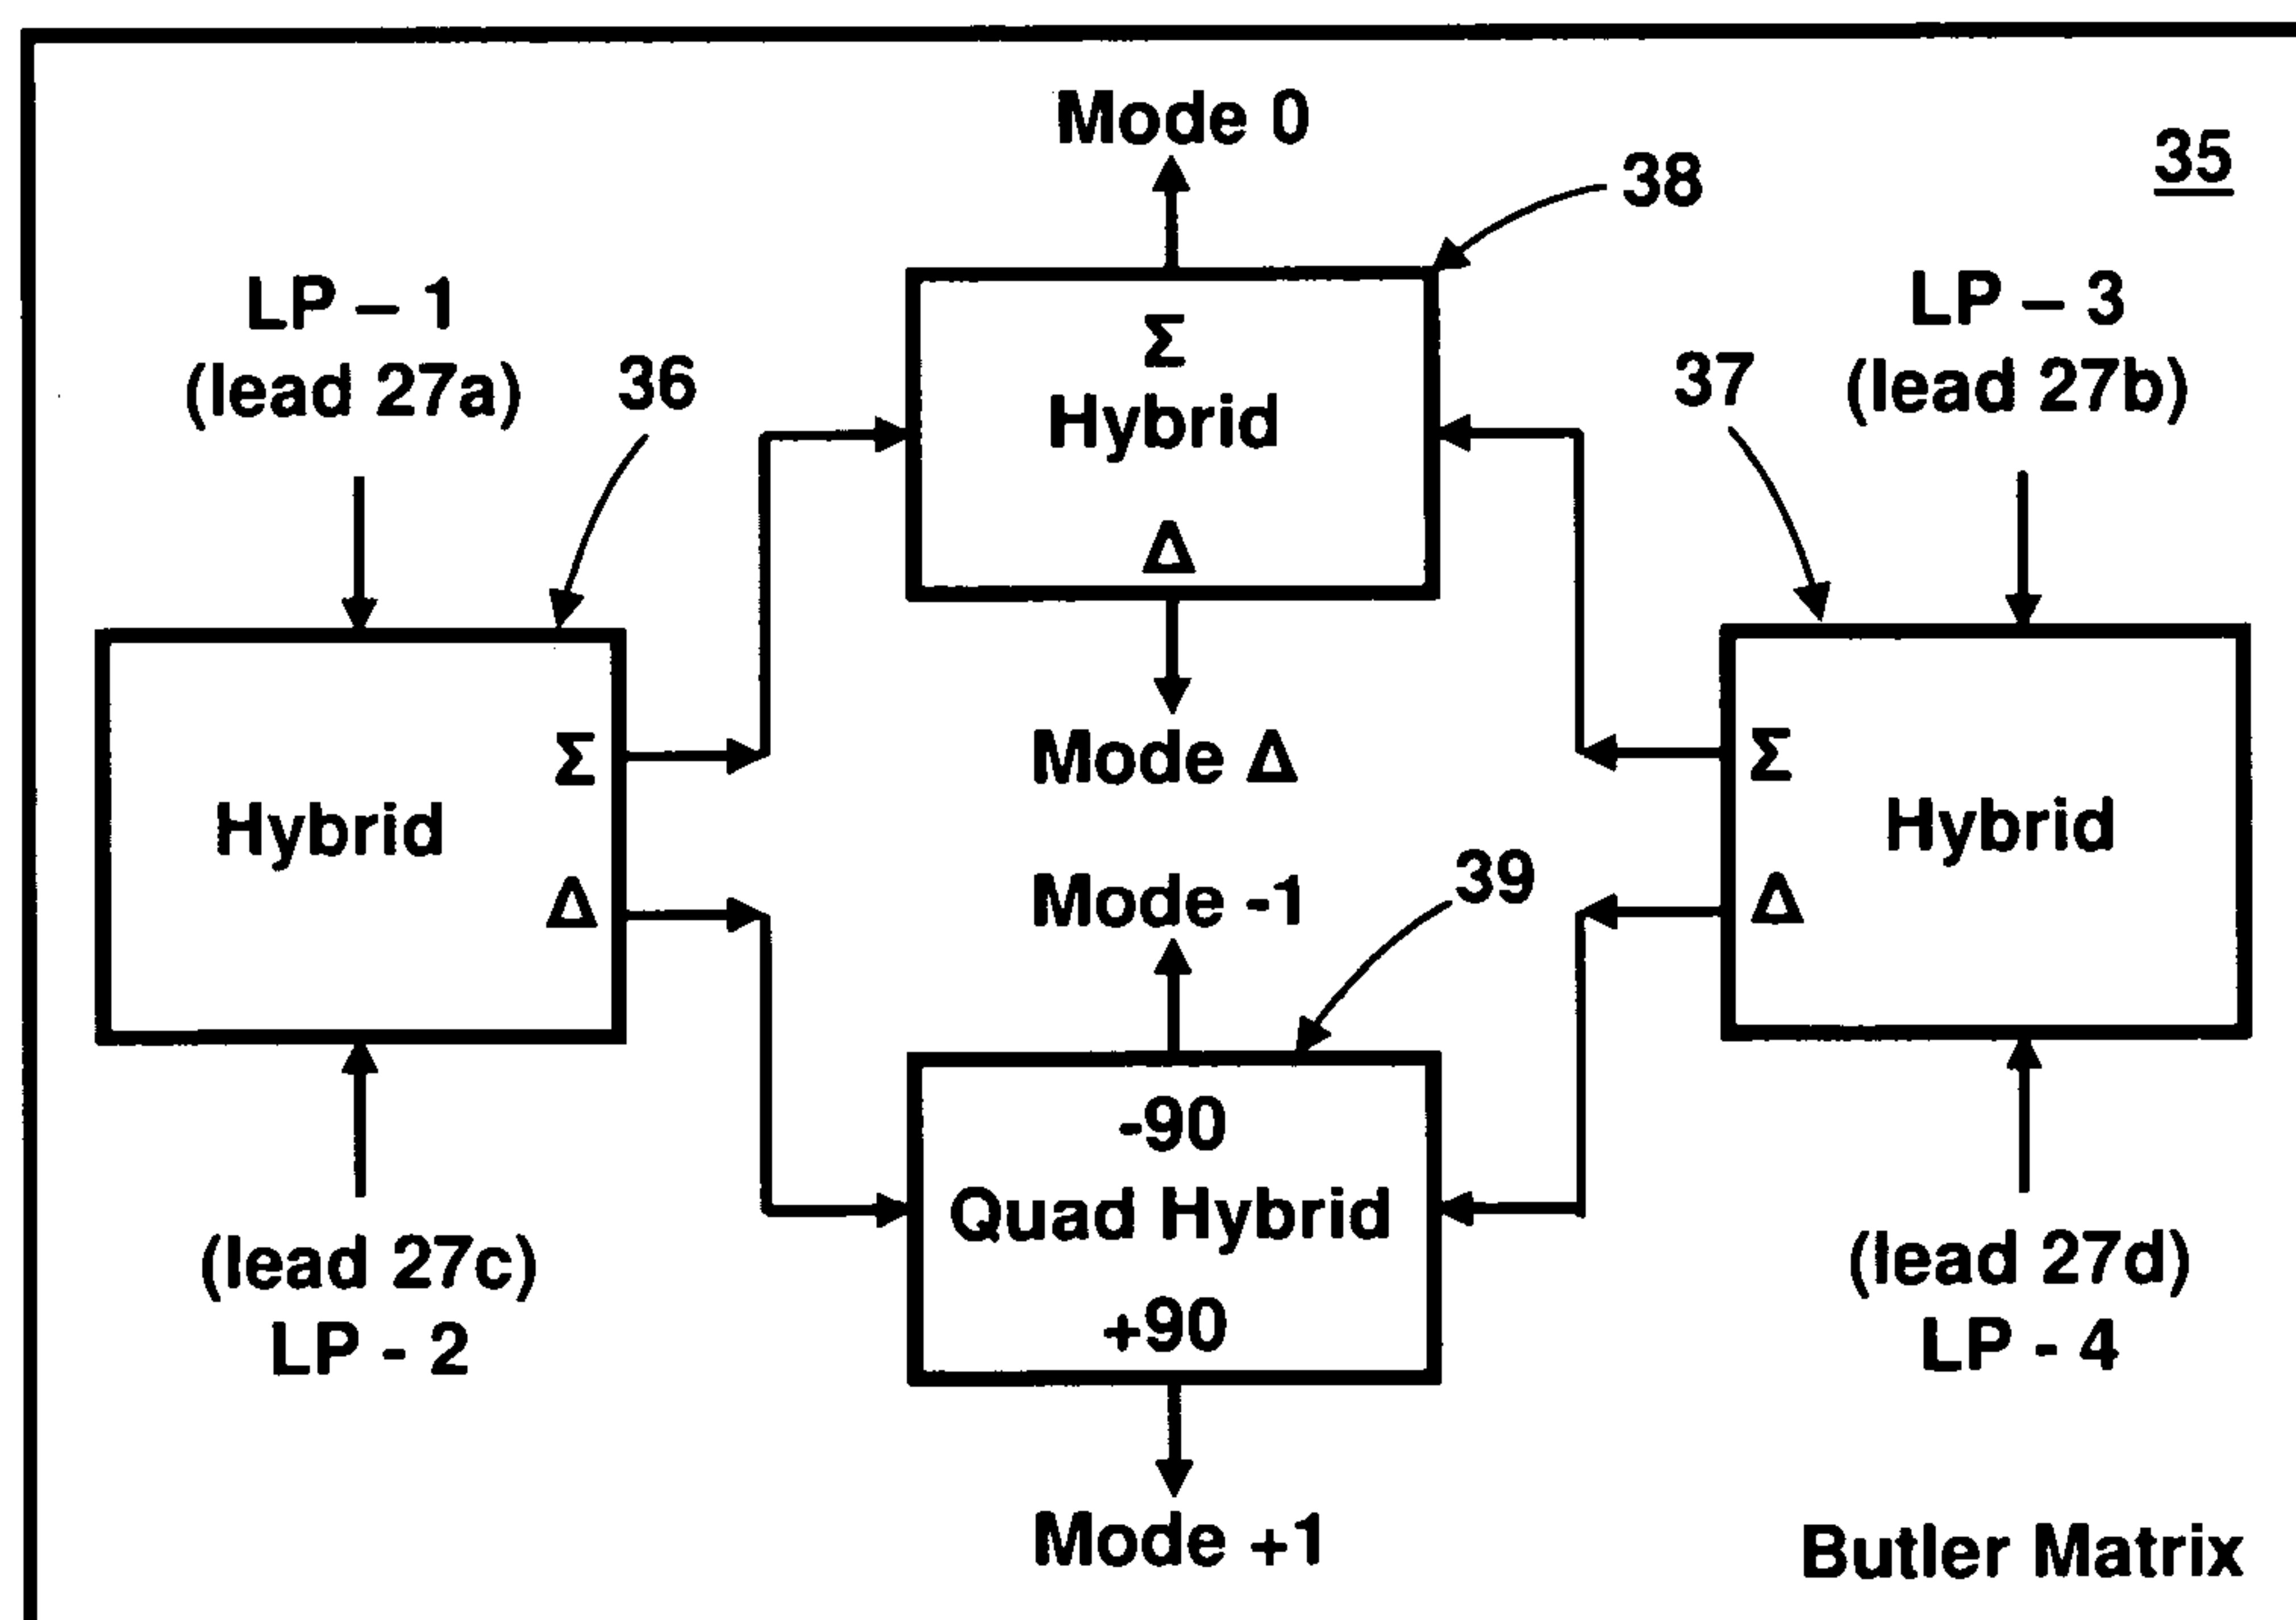 Mode 0
35
38
LP – 1
(lead 27a)
36
Σ
Hybrid
Δ
37
LP – 3
(lead 27b)
Mode Δ
Σ
Hybrid
Δ
Σ
Hybrid
Δ
Mode -1
39
-90
Quad Hybrid
+90
(lead 27c)
LP - 2
(lead 27d)
LP - 4
Mode +1
Butler Matrix